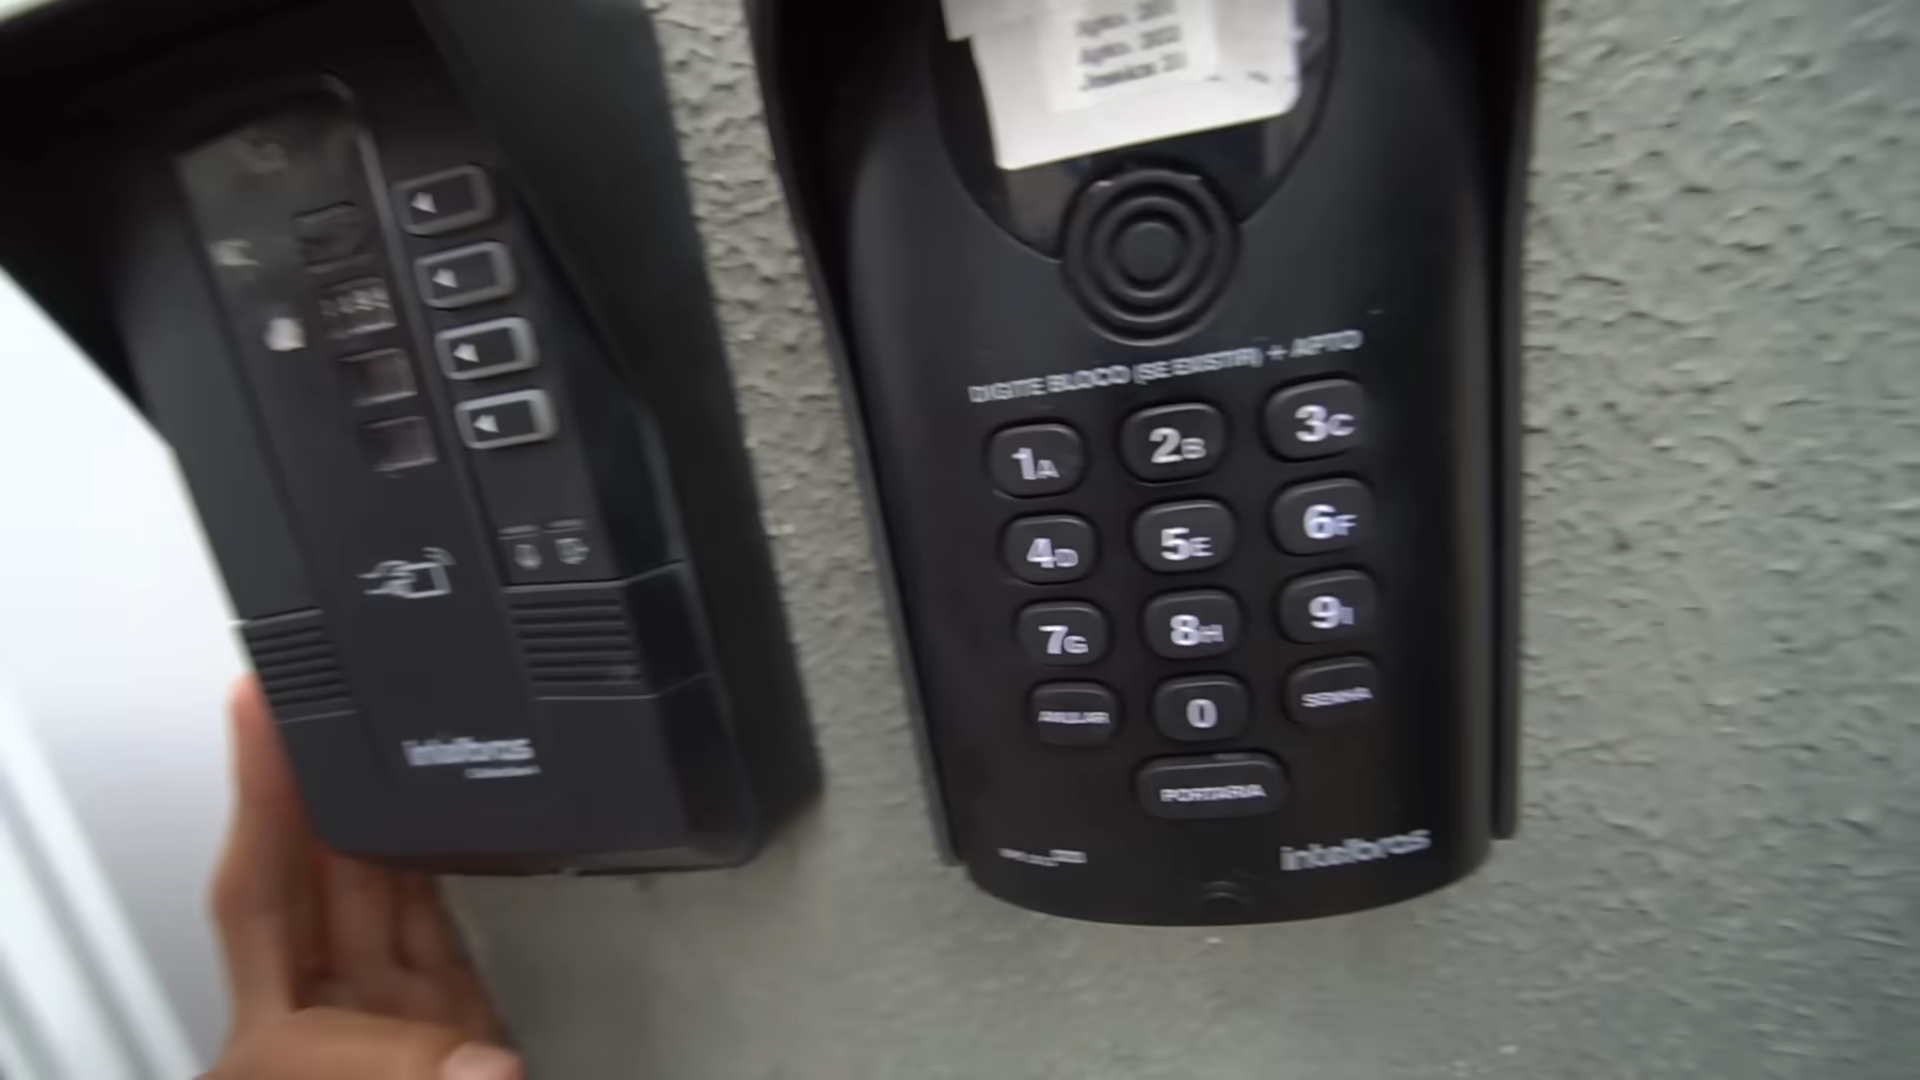 intelbras
DIGITE BLOCO (SE EXISTIR) + APTO
1A 2B 3C
4D 5E 6F
7G 8H 9I
ANULAR 0 SENHA
PORTARIA
intelbras